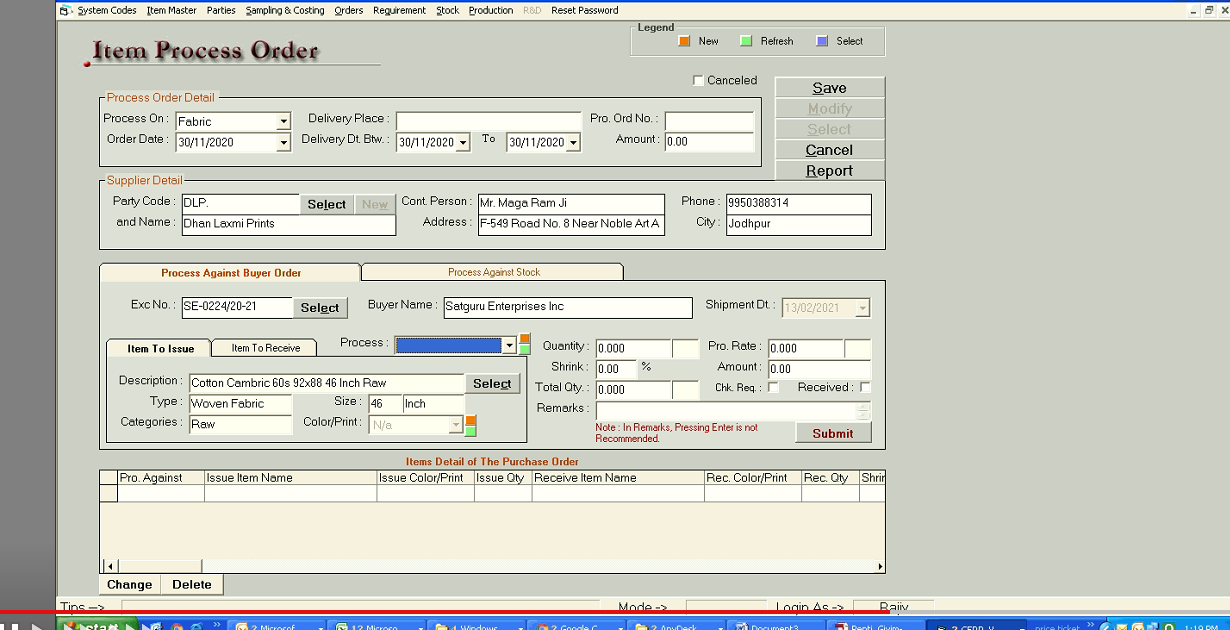 System Codes Item Master Parties Sampling & Costing Orders Requirement Stock Production R&D Reset Password
Legend
New Refresh Select
Item Process Order
Canceled
Save
Modify
Select
Cancel
Report
Process Order Detail
Process On : Fabric Delivery Place : Pro. Ord No. :
Order Date : 30/11/2020 Delivery Dt. Btw. : 30/11/2020 To 30/11/2020 Amount : 0.00
Supplier Detail
Party Code : DLP. Select New Cont. Person : Mr. Maga Ram Ji Phone : 9950388314
and Name : Dhan Laxmi Prints Address : F-549 Road No. 8 Near Noble Art A City : Jodhpur
Process Against Buyer Order Process Against Stock
Exc No. : SE-0224/20-21 Select Buyer Name : Satguru Enterprises Inc Shipment Dt. : 13/02/2021
Item To Issue Item To Receive Process : Quantity : 0.000 Pro. Rate : 0.000
Shrink : 0.00 % Amount : 0.00
Description : Cotton Cambric 60s 92x88 46 Inch Raw Select Total Qty. : 0.000 Chk. Req. : Received :
Type : Woven Fabric Size : 46 Inch Remarks :
Categories : Raw Color/Print : N/a Note : In Remarks, Pressing Enter is not
Recommended. Submit
Items Detail of The Purchase Order
Pro. Against Issue Item Name Issue Color/Print Issue Qty Receive Item Name Rec. Color/Print Rec. Qty Shrin
Change Delete
Tips --> Mode -> Login As -> Rajiv
start 2 Microsof... 12 Microso... 4 Windows... 2 Google C... 2 AnyDesk Document3 price ticket 1:19 PM